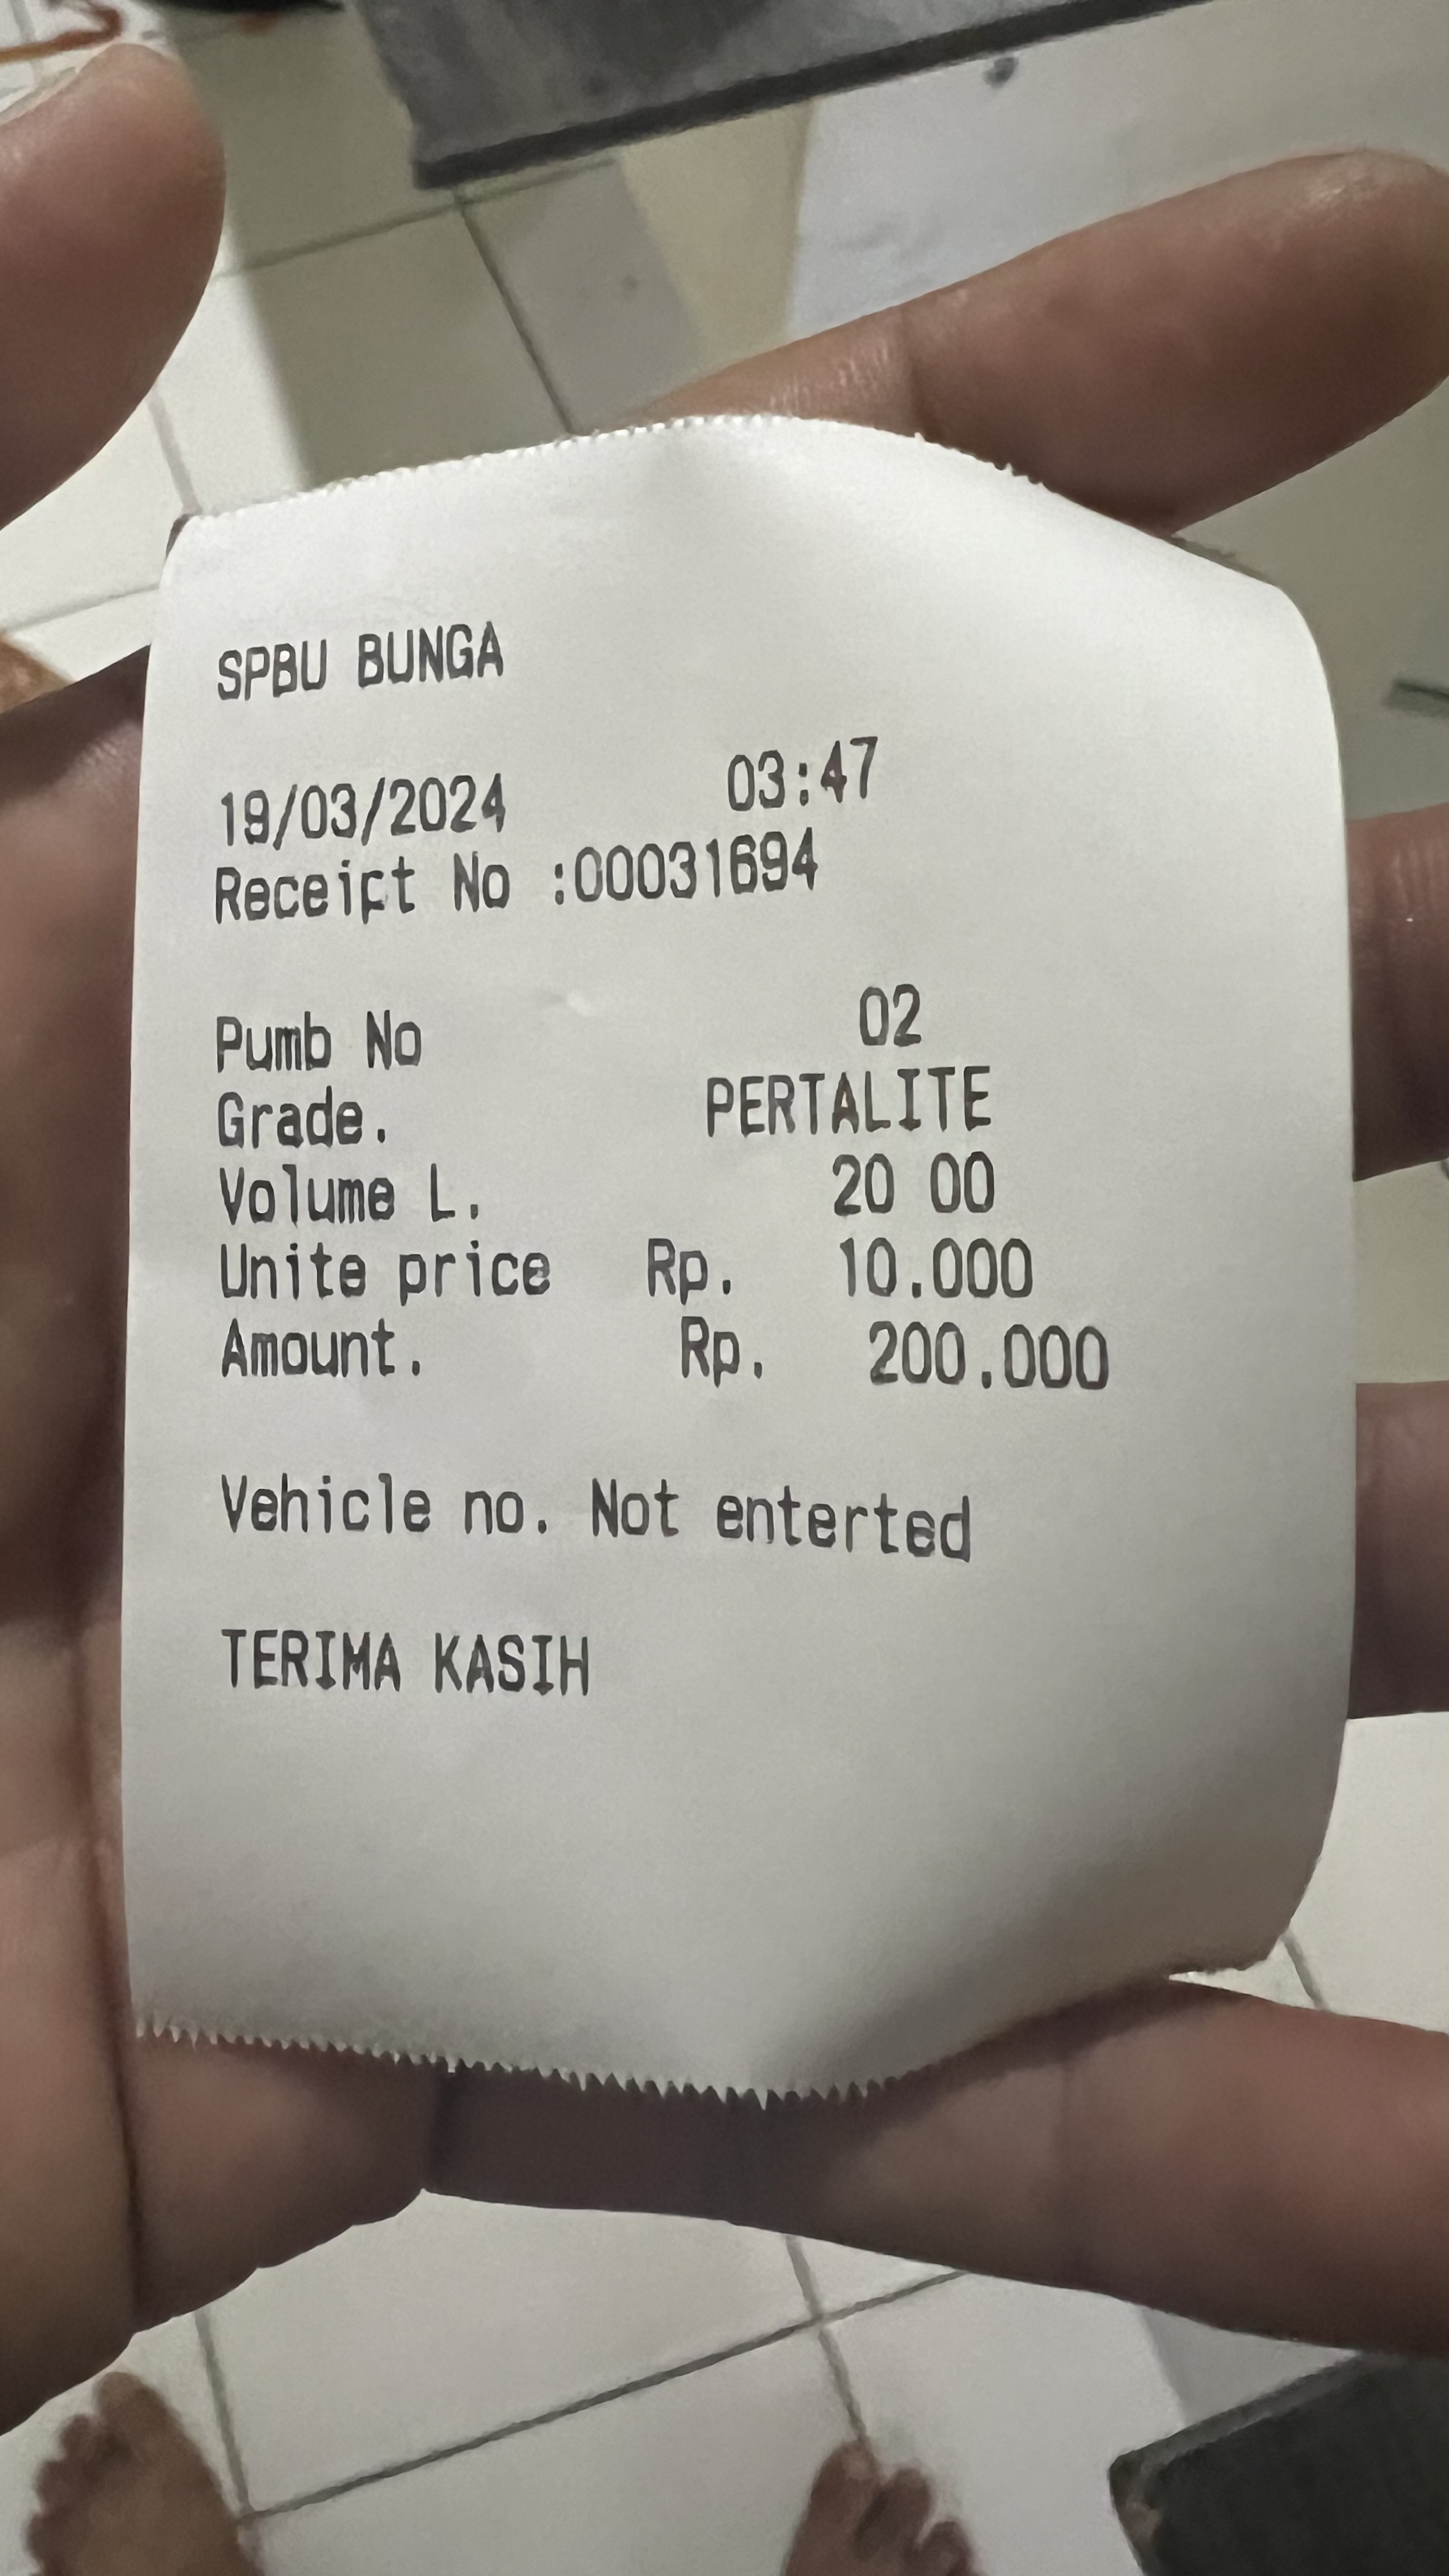 SPBU BUNGA
19/03/2024 03:47
Receipt No :00031694
Pumb No 02
Grade. PERTALITE
Volume L. 20 00
Unite price Rp. 10.000
Amount. Rp. 200.000
Vehicle no. Not enterted
TERIMA KASIH